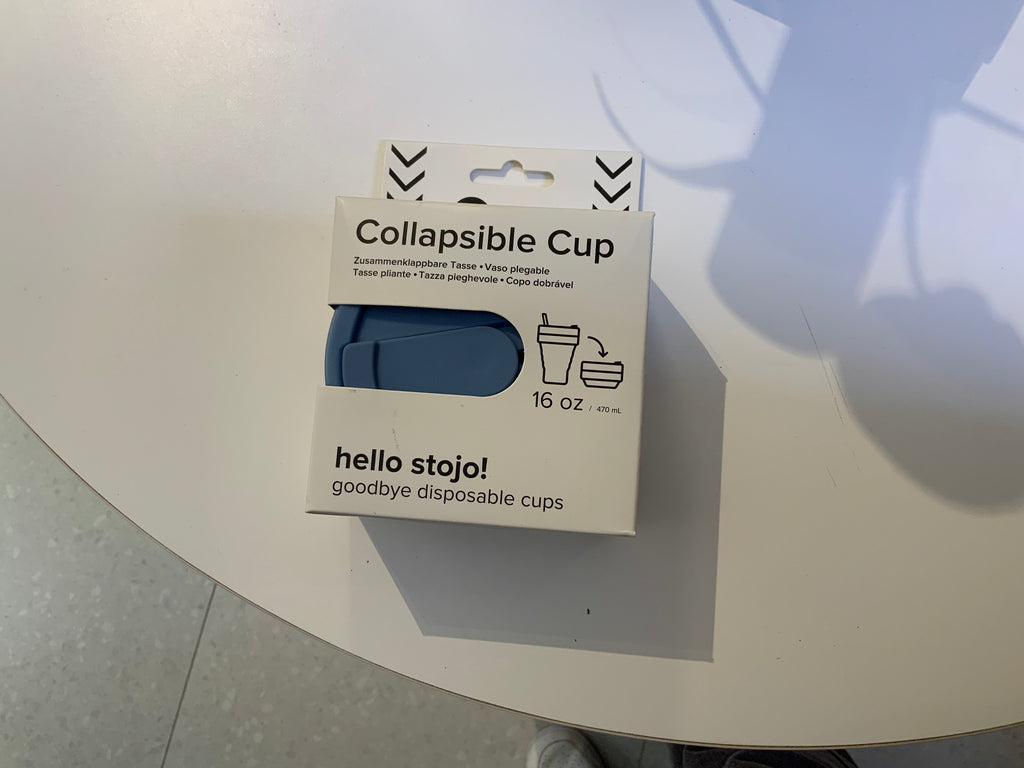 Collapsible Cup
Zusammenklappbare Tasse • Vaso plegable
Tasse pliante • Tazza pieghevole • Copo dobrável
16 oz / 470 mL
hello stojo!
goodbye disposable cups